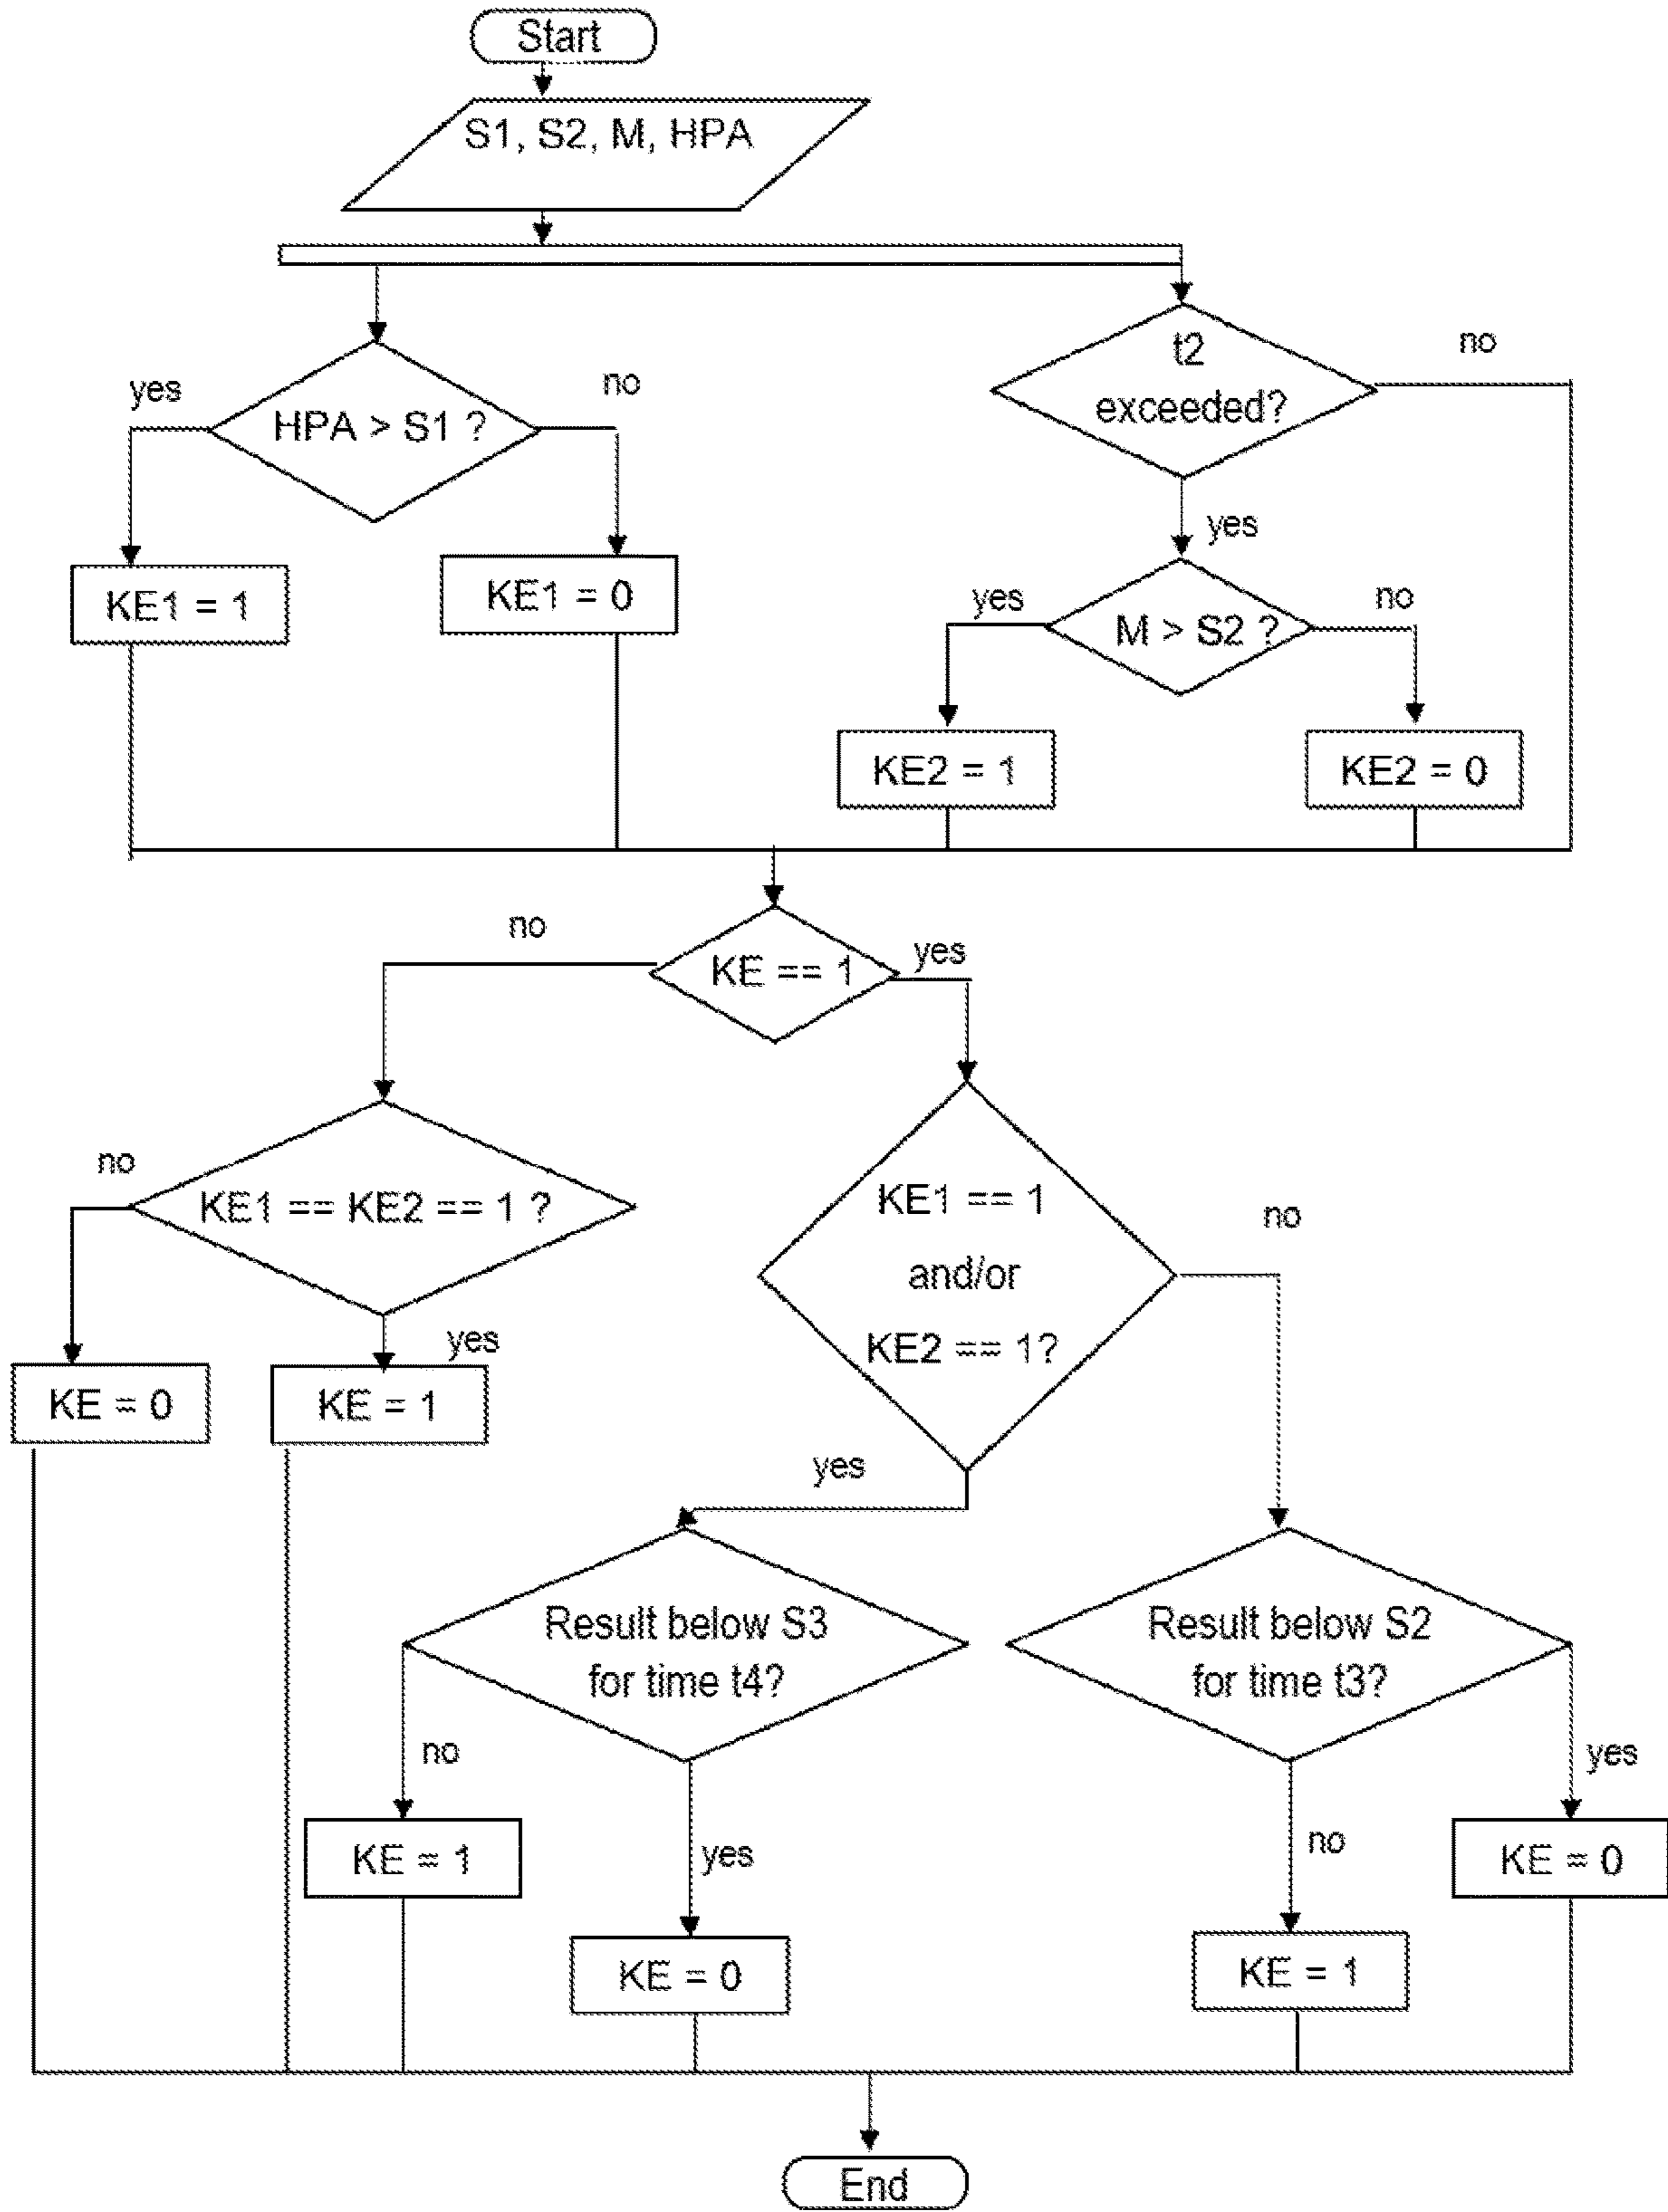 Start
S1, S2, M, HPA
t2
exceeded?
no
yes
HPA > S1 ?
no
yes
KE1 = 1
KE1 = 0
yes
M > S2 ?
no
KE2 = 1
KE2 = 0
no
KE == 1
yes
no
KE1 == KE2 == 1 ?
yes
KE = 0
KE = 1
KE1 == 1
and/or
KE2 == 1?
no
yes
Result below S3
for time t4?
Result below S2
for time t3?
no
yes
no
yes
KE = 1
KE = 0
KE = 1
KE = 0
End